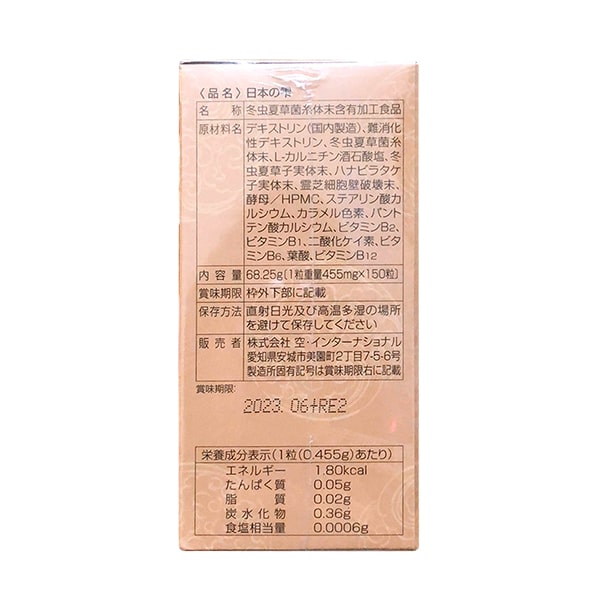 〈品名〉日本の雫
名 称 冬虫夏草菌糸体末含有加工食品
原材料名 デキストリン(国内製造)、難消化
性デキストリン、冬虫夏草菌糸
体末、L-カルニチン酒石酸塩、冬
虫夏草子実体末、ハナビラタケ
子実体末、霊芝細胞壁破壊末、
酵母／HPMC、ステアリン酸カ
ルシウム、カラメル色素、パント
テン酸カルシウム、ビタミンB2、
ビタミンB1、二酸化ケイ素、ビタ
ミンB6、葉酸、ビタミンB12
内容量 68.25g[1粒重量455mg×150粒]
賞味期限 枠外下部に記載
保存方法 直射日光及び高温多湿の場所
を避けて保存してください
販売者 株式会社 空・インターナショナル
愛知県安城市美園町2丁目7-5-6号
製造所固有記号は賞味期限右に記載
賞味期限:
2023.06+RE2
栄養成分表示(1粒(0.455g)あたり)
エネルギー 1.80kcal
たんぱく質 0.05g
脂質 0.02g
炭水化物 0.36g
食塩相当量 0.0006g